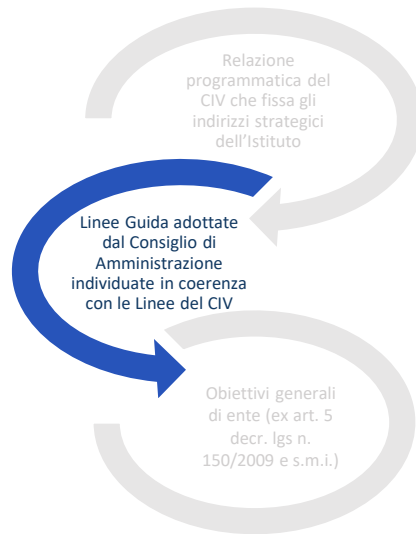 Relazione
programmatica del
CIV che fissa gli
indirizzi strategici
dell'Istituto
Linee Guida adottate
dal Consiglio di
Amministrazione
individuate in coerenza
con le Linee del CIV
Obiettivi generali
di ente (ex art. 5
decr. lgs n.
150/2009 e s.m.i.)